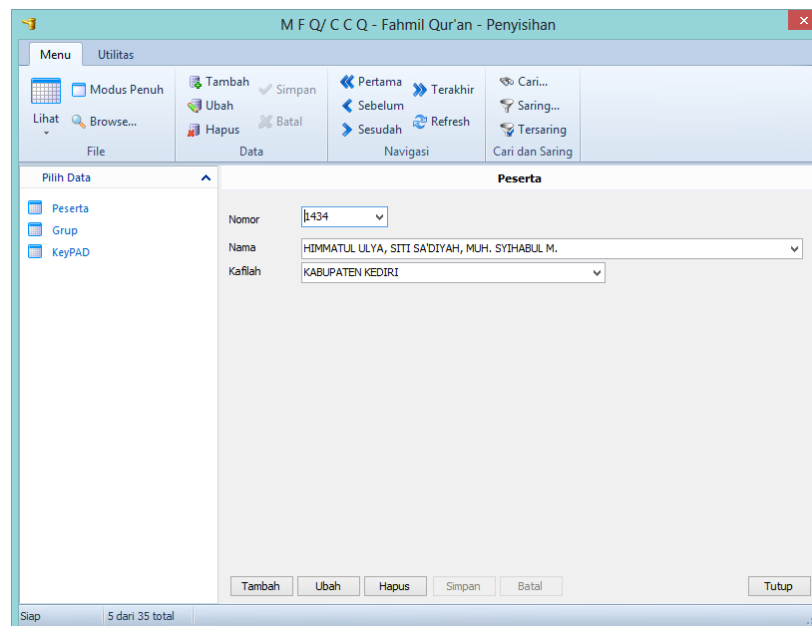 M F Q/ C C Q - Fahmil Qur'an - Penyisihan
Menu Utilitas
Lihat
Modus Penuh
Browse...
File
Tambah
Ubah
Hapus
Simpan
Batal
Data
Pertama
Sebelum
Sesudah
Terakhir
Refresh
Navigasi
Cari...
Saring...
Tersaring
Cari dan Saring
Pilih Data
Peserta
Grup
KeyPAD
Peserta
Nomor 1434
Nama HIMMATUL ULYA, SITI SA'DIYAH, MUH. SYIHABUL M.
Kafilah KABUPATEN KEDIRI
Tambah Ubah Hapus Simpan Batal Tutup
Siap 5 dari 35 total